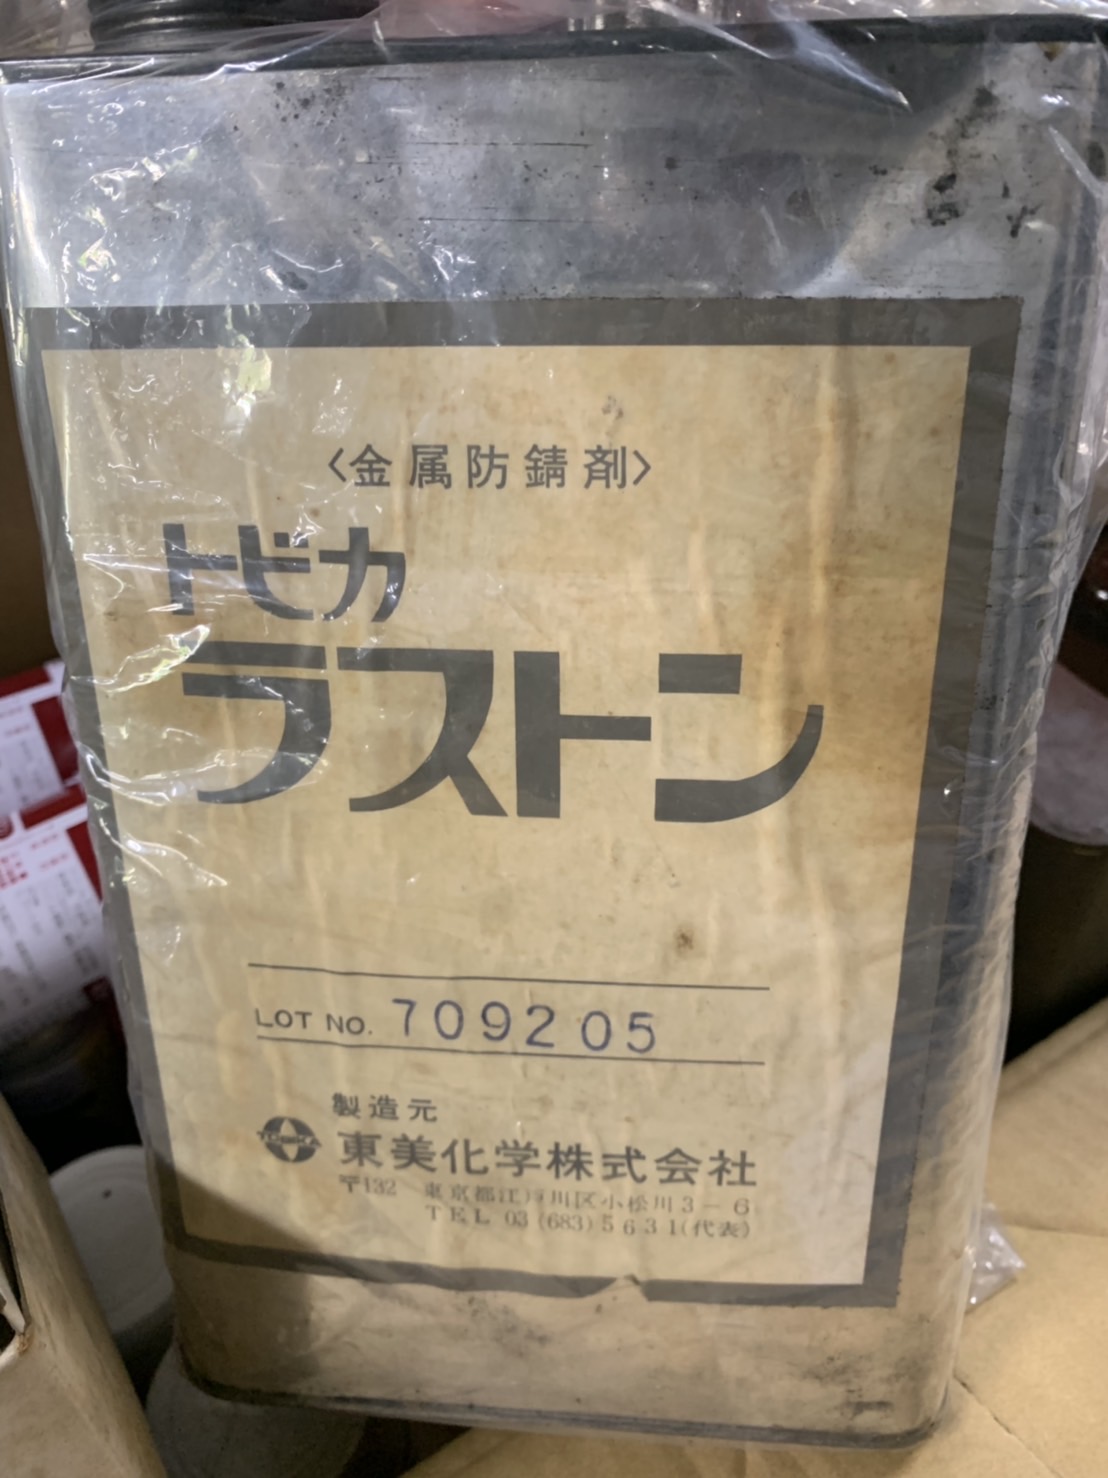 〈金属防錆剤〉
トビカ
ラストン
LOT NO. 709205
製造元
東美化学株式会社
〒132 東京都江戸川区小松川3-6
TEL 03(683)5631(代表)